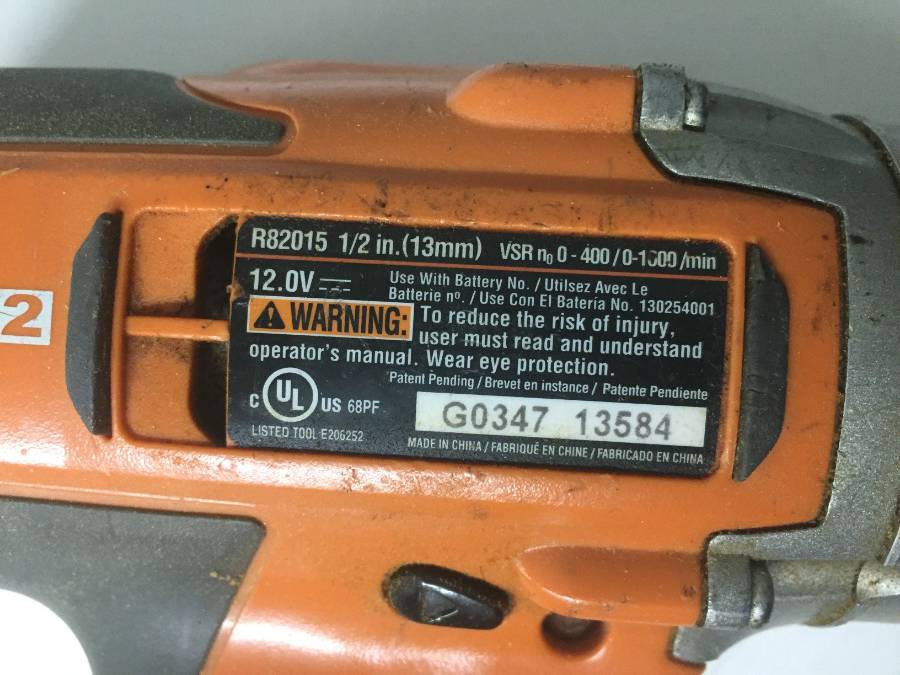 R82015 1/2 in.(13mm) VSR n₀ 0 - 400 / 0-1600 /min
12.0V ⎓ Use With Battery No. / Utilsez Avec Le
Batterie nº. / Use Con El Batería No. 130254001
WARNING: To reduce the risk of injury,
user must read and understand
operator's manual. Wear eye protection.
Patent Pending / Brevet en instance / Patente Pendiente
C UL US 68PF
G0347 13584
LISTED TOOL E206252
MADE IN CHINA / FABRIQUÉ EN CHINE / FABRICADO EN CHINA
2